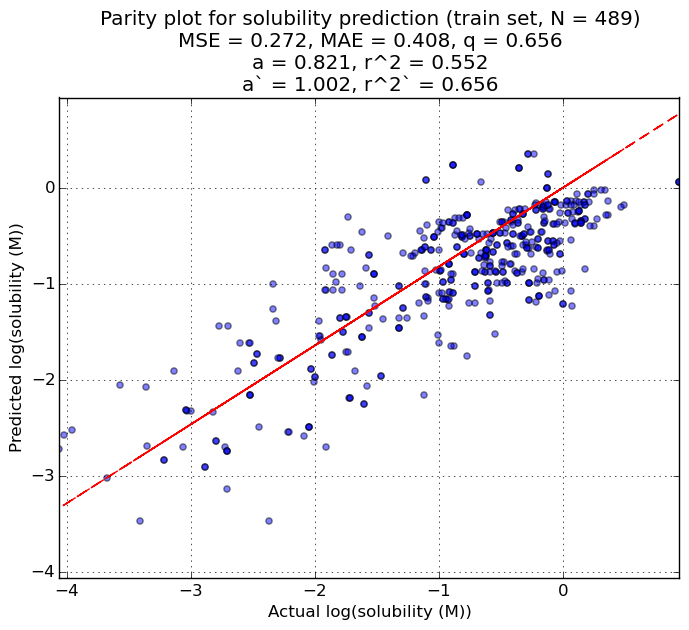 Parity plot for solubility prediction (train set, N = 489)
MSE = 0.272, MAE = 0.408, q = 0.656
a = 0.821, r^2 = 0.552
a` = 1.002, r^2` = 0.656
Predicted log(solubility (M))
0
−1
−2
−3
−4
−4 −3 −2 −1 0
Actual log(solubility (M))